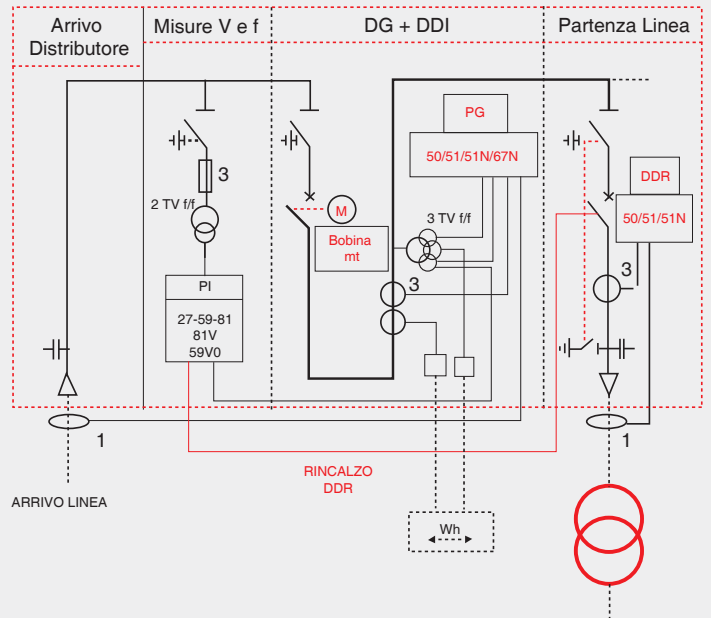 Arrivo
Distributore
Misure V e f
DG + DDI
Partenza Linea
3
2 TV f/f
PI
27-59-81
81V
59V0
M
Bobina
mt
PG
50/51/51N/67N
3 TV f/f
3
DDR
50/51/51N
3
1
1
ARRIVO LINEA
RINCALZO
DDR
Wh